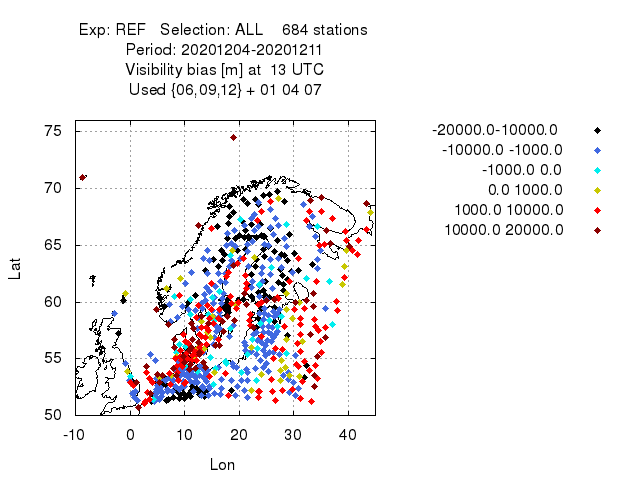 Exp: REF Selection: ALL 684 stations
Period: 20201204-20201211
Visibility bias [m] at 13 UTC
Used {06,09,12} + 01 04 07
-20000.0-10000.0
-10000.0 -1000.0
-1000.0 0.0
0.0 1000.0
1000.0 10000.0
10000.0 20000.0
75
70
65
60
55
50
Lat
-10 0 10 20 30 40
Lon